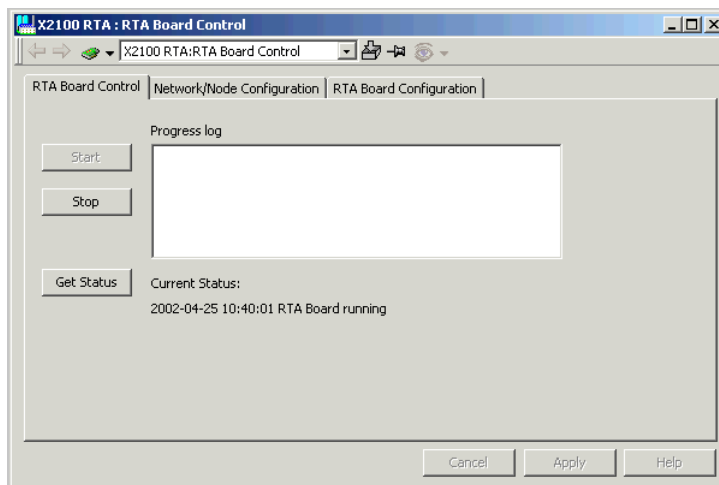 X2100 RTA : RTA Board Control
X2100 RTA:RTA Board Control
RTA Board Control
Network/Node Configuration
RTA Board Configuration
Progress log
Start
Stop
Get Status
Current Status:
2002-04-25 10:40:01 RTA Board running
Cancel
Apply
Help